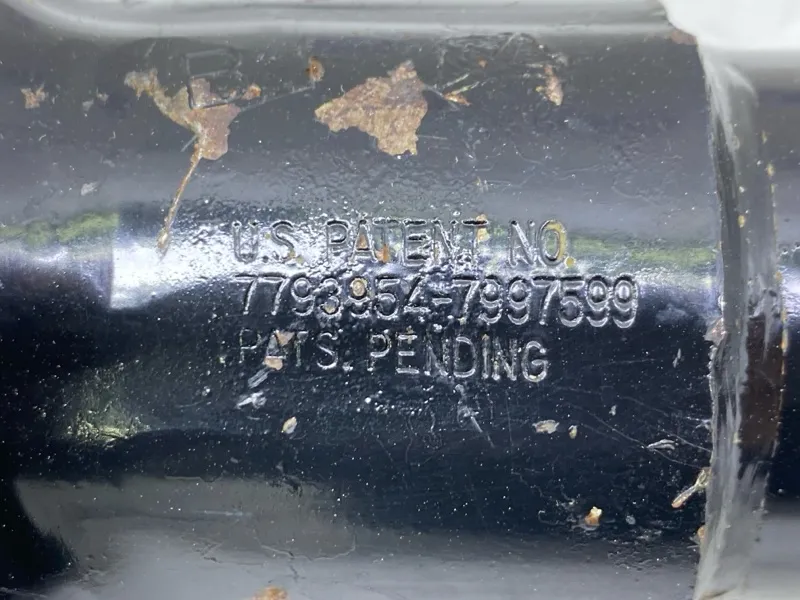 U.S. PATENT NO.
7793954-7997599
PATS. PENDING